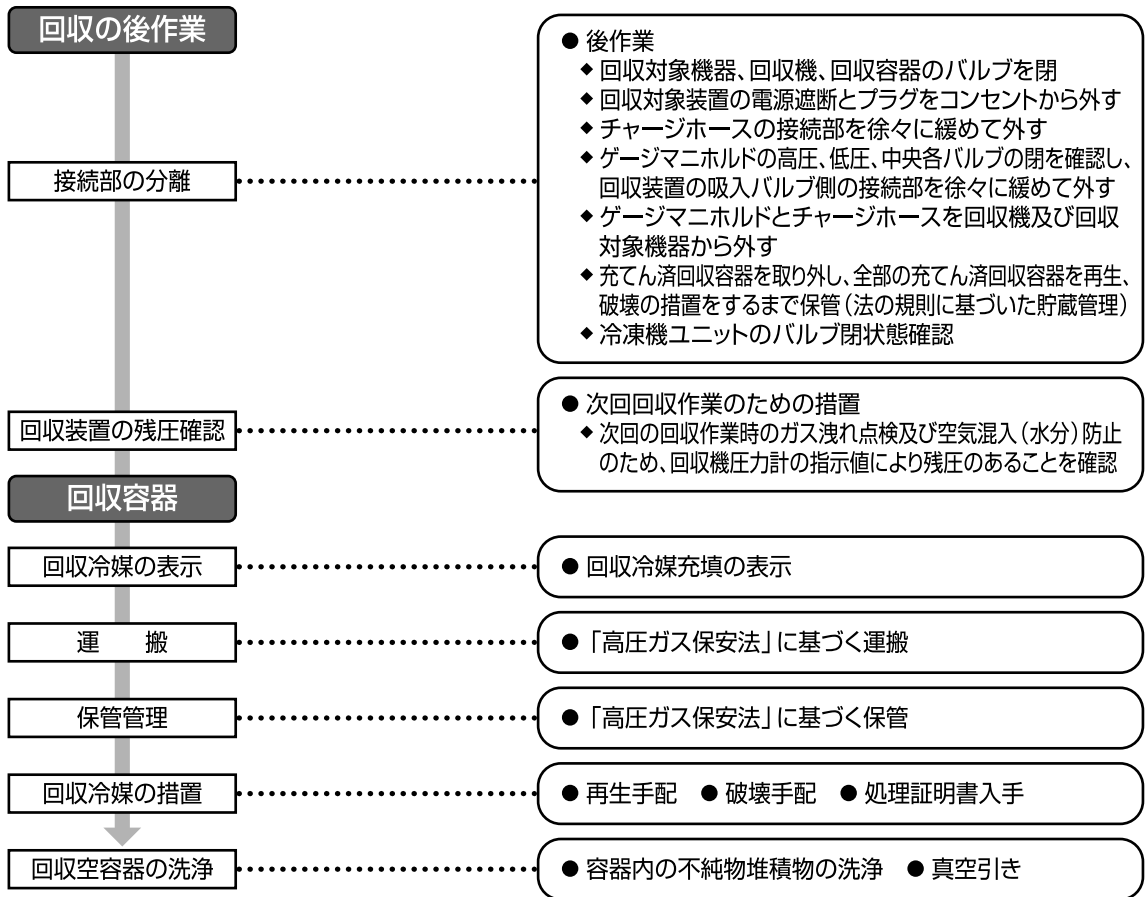 回収の後作業
接続部の分離
● 後作業
◆ 回収対象機器、回収機、回収容器のバルブを閉
◆ 回収対象装置の電源遮断とプラグをコンセントから外す
◆ チャージホースの接続部を徐々に緩めて外す
◆ ゲージマニホルドの高圧、低圧、中央各バルブの閉を確認し、
回収装置の吸入バルブ側の接続部を徐々に緩めて外す
◆ ゲージマニホルドとチャージホースを回収機及び回収
対象機器から外す
◆ 充てん済回収容器を取り外し、全部の充てん済回収容器を再生、
破壊の措置をするまで保管(法の規則に基づいた貯蔵管理)
◆ 冷凍機ユニットのバルブ閉状態確認
回収装置の残圧確認
● 次回回収作業のための措置
◆ 次回の回収作業時のガス洩れ点検及び空気混入(水分)防止
のため、回収機圧力計の指示値により残圧のあることを確認
回収容器
回収冷媒の表示
● 回収冷媒充填の表示
運 搬
● 「高圧ガス保安法」に基づく運搬
保管管理
● 「高圧ガス保安法」に基づく保管
回収冷媒の措置
● 再生手配 ● 破壊手配 ● 処理証明書入手
回収空容器の洗浄
● 容器内の不純物堆積物の洗浄 ● 真空引き